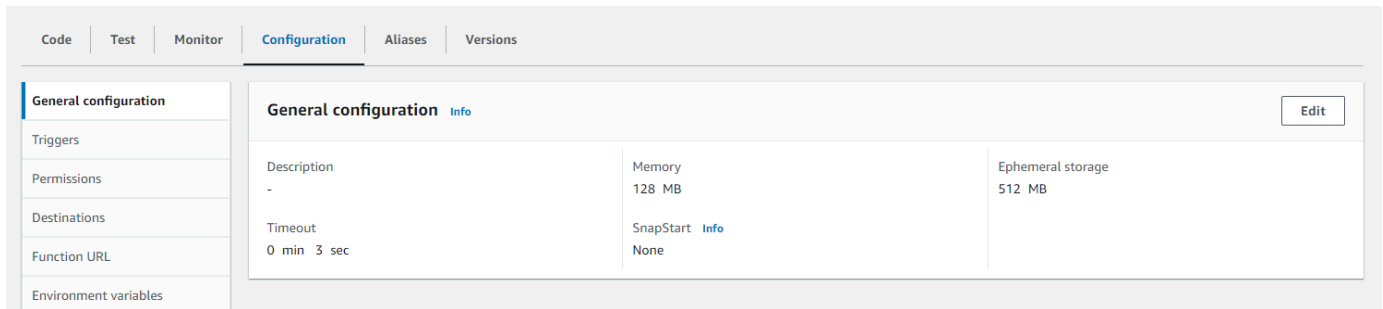 Code Test Monitor Configuration Aliases Versions
General configuration
Triggers
Permissions
Destinations
Function URL
Environment variables
General configuration Info Edit
Description
-
Timeout
0 min 3 sec
Memory
128 MB
SnapStart Info
None
Ephemeral storage
512 MB